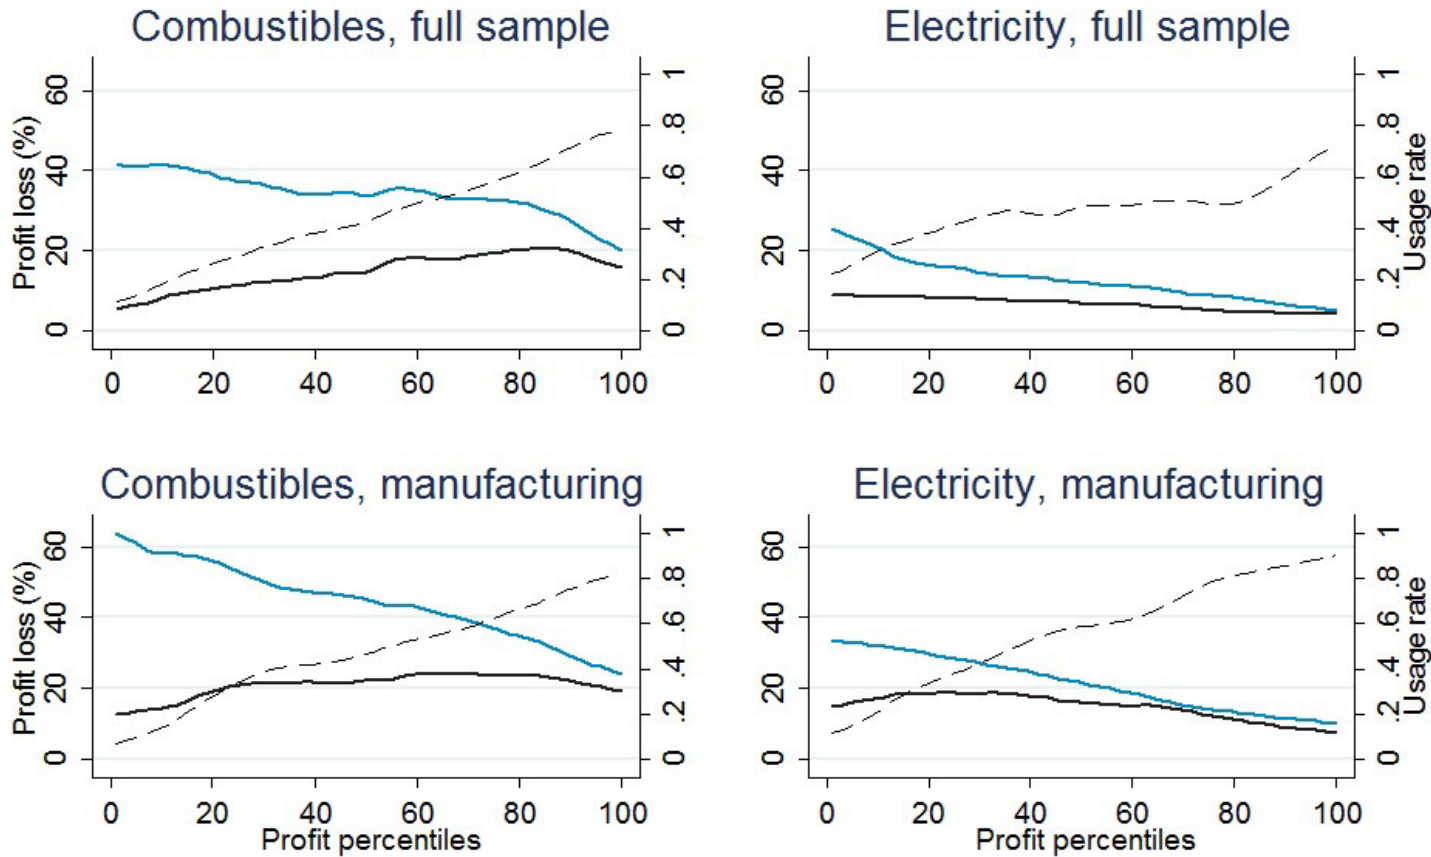 Combustibles, full sample
Profit loss (%)
60
40
20
0
1
.8
.6
.4
.2
0
0 20 40 60 80 100
Electricity, full sample
60
40
20
0
1
.8
.6
.4
.2
0
Usage rate
0 20 40 60 80 100
Combustibles, manufacturing
Profit loss (%)
60
40
20
0
1
.8
.6
.4
.2
0
0 20 40 60 80 100
Profit percentiles
Electricity, manufacturing
60
40
20
0
1
.8
.6
.4
.2
0
Usage rate
0 20 40 60 80 100
Profit percentiles